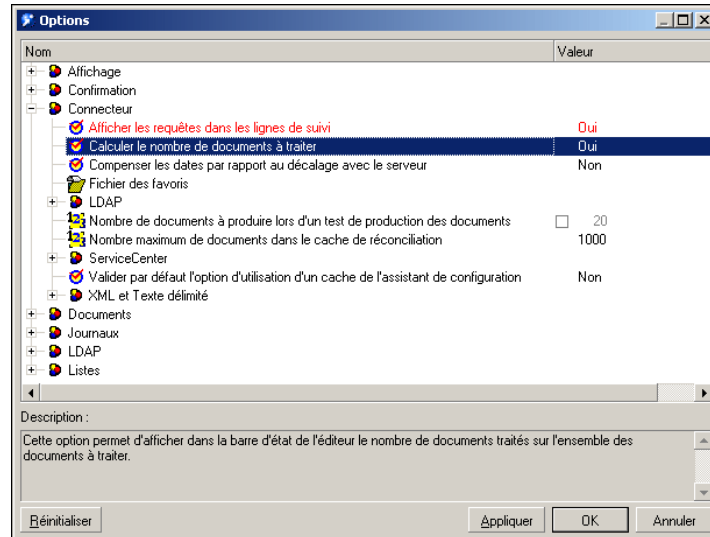 Options
Nom Valeur
Affichage
Confirmation
Connecteur
Afficher les requêtes dans les lignes de suivi Oui
Calculer le nombre de documents à traiter Oui
Compenser les dates par rapport au décalage avec le serveur Non
Fichier des favoris
LDAP
Nombre de documents à produire lors d'un test de production des documents 20
Nombre maximum de documents dans le cache de réconciliation 1000
ServiceCenter
Valider par défaut l'option d'utilisation d'un cache de l'assistant de configuration Non
XML et Texte délimité
Documents
Journaux
LDAP
Listes
Description :
Cette option permet d'afficher dans la barre d'état de l'éditeur le nombre de documents traités sur l'ensemble des
documents à traiter.
Réinitialiser Appliquer OK Annuler